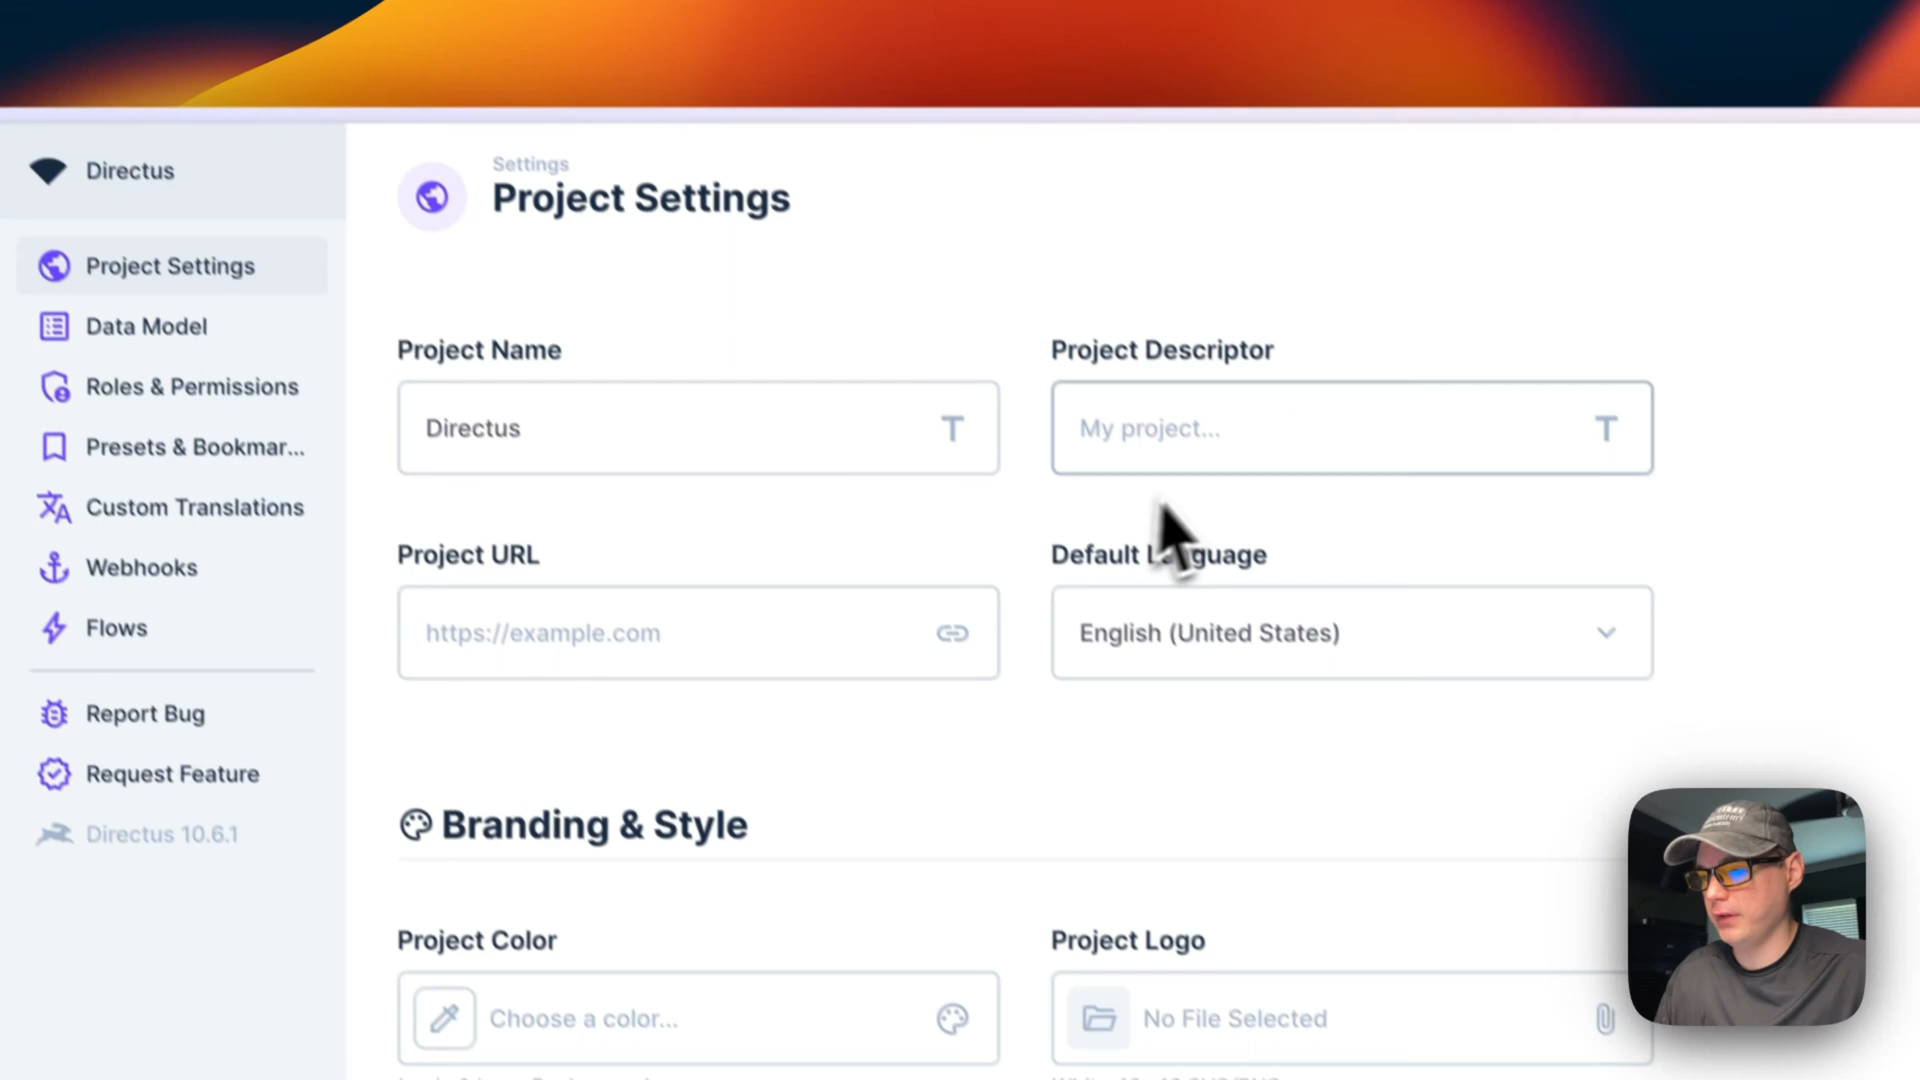 Directus
Project Settings
Data Model
Roles & Permissions
Presets & Bookmar...
Custom Translations
Webhooks
Flows
Report Bug
Request Feature
Directus 10.6.1
Settings
Project Settings
Project Name
Directus
Project Descriptor
My project...
Project URL
https://example.com
Default Language
English (United States)
Branding & Style
Project Color
Choose a color...
Project Logo
No File Selected